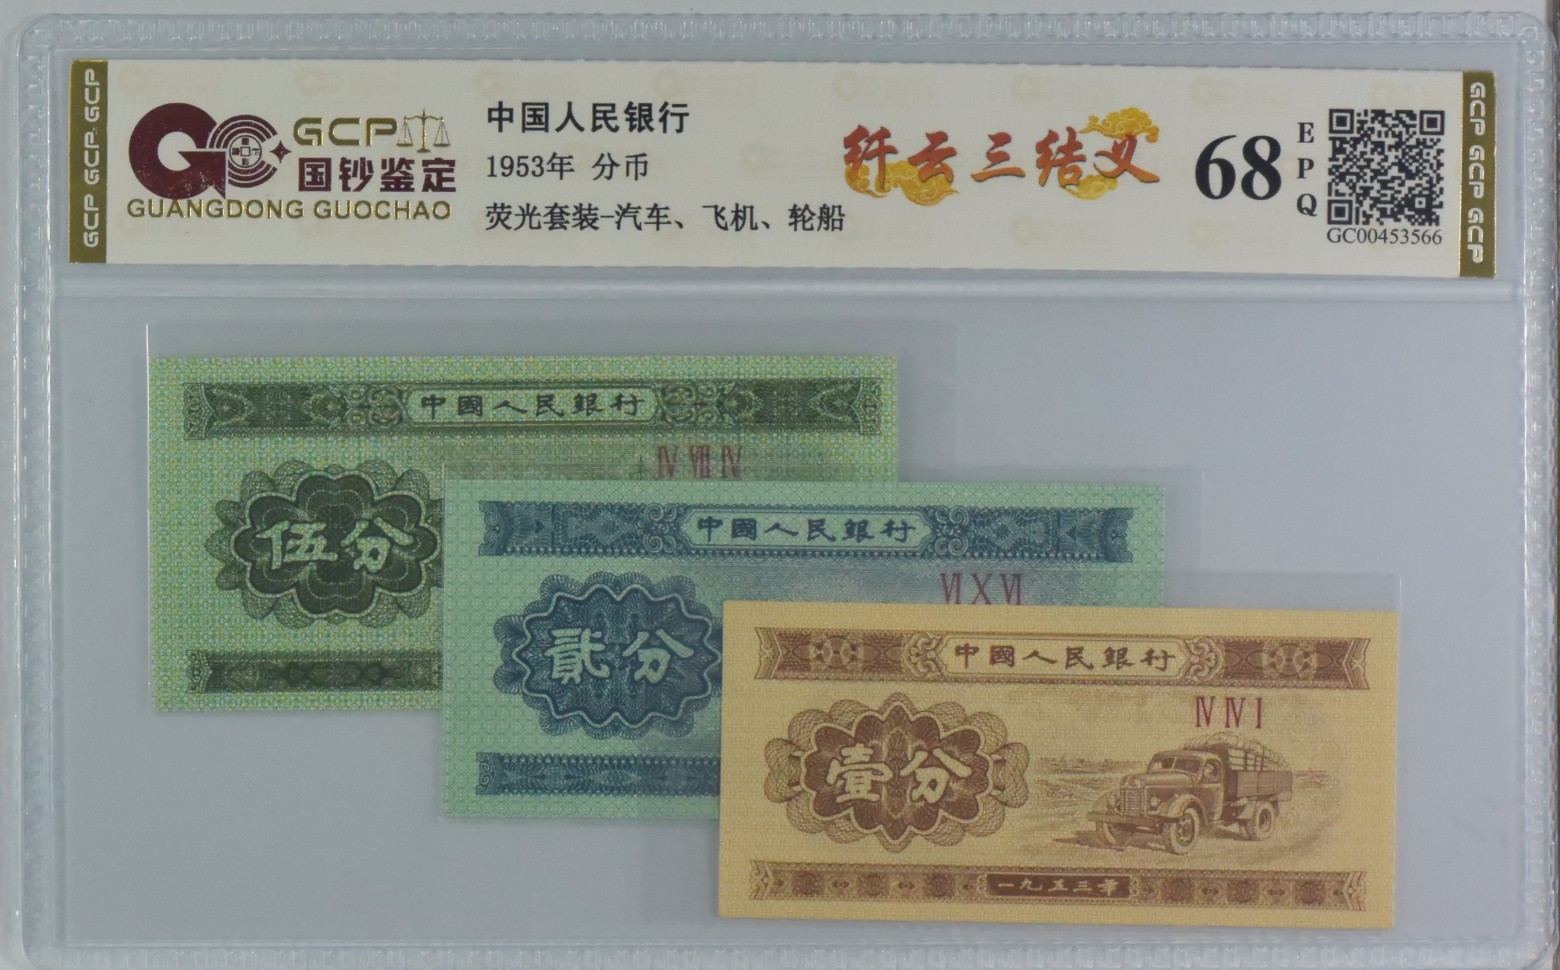 GCP GCP GCP
GCP
国钞鉴定
GUANGDONG GUOCHAO
中国人民银行
1953年 分币
荧光套装-汽车、飞机、轮船
纤云三结义
68
EPQ
GC00453566
GCP GCP GCP
中國人民銀行
Ⅳ Ⅶ Ⅳ
伍分
中國人民銀行
Ⅵ Ⅹ Ⅵ
貳分
中國人民銀行
Ⅳ Ⅳ Ⅰ
壹分
一九五三年